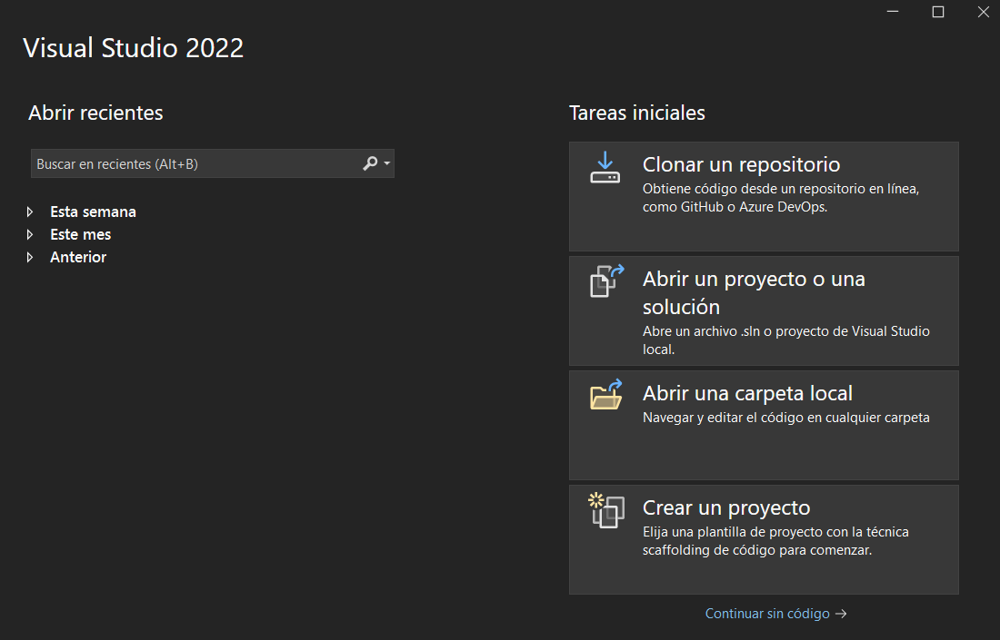 Visual Studio 2022
Abrir recientes
Buscar en recientes (Alt+B)
Esta semana
Este mes
Anterior
Tareas iniciales
Clonar un repositorio
Obtiene código desde un repositorio en línea,
como GitHub o Azure DevOps.
Abrir un proyecto o una
solución
Abre un archivo .sln o proyecto de Visual Studio
local.
Abrir una carpeta local
Navegar y editar el código en cualquier carpeta
Crear un proyecto
Elija una plantilla de proyecto con la técnica
scaffolding de código para comenzar.
Continuar sin código →